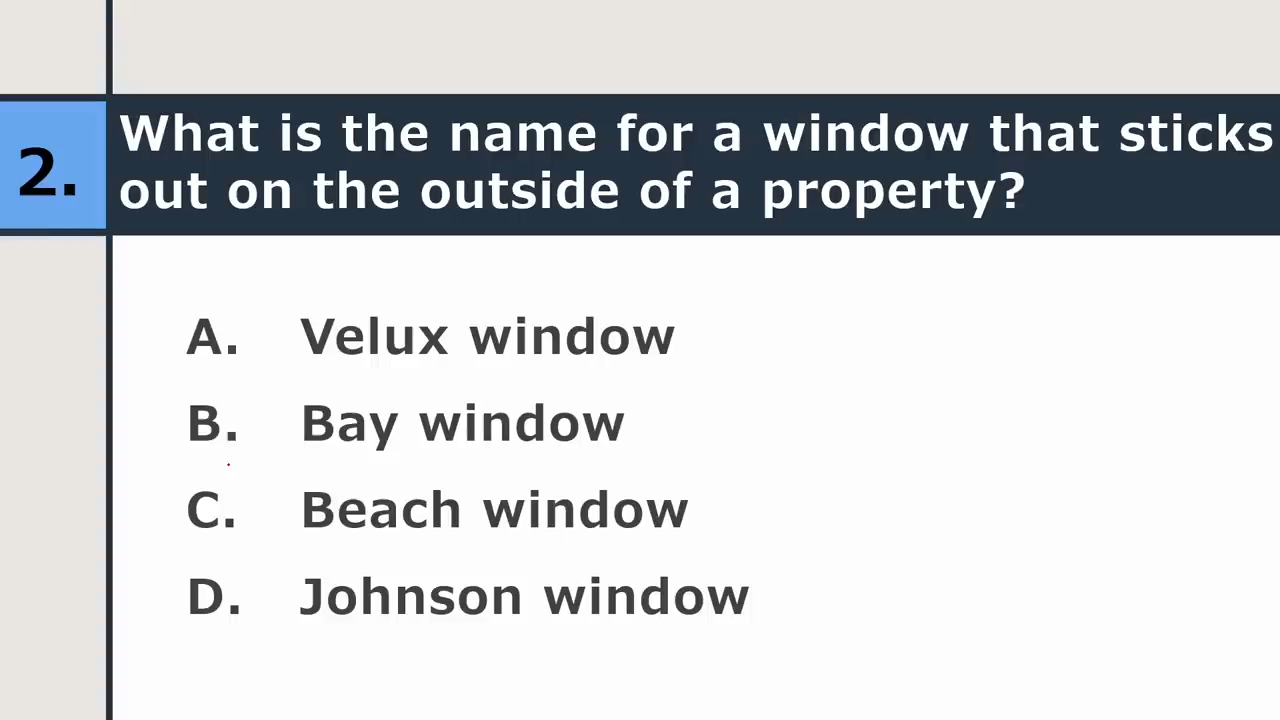 2.
What is the name for a window that sticks
out on the outside of a property?
A. Velux window
B. Bay window
C. Beach window
D. Johnson window